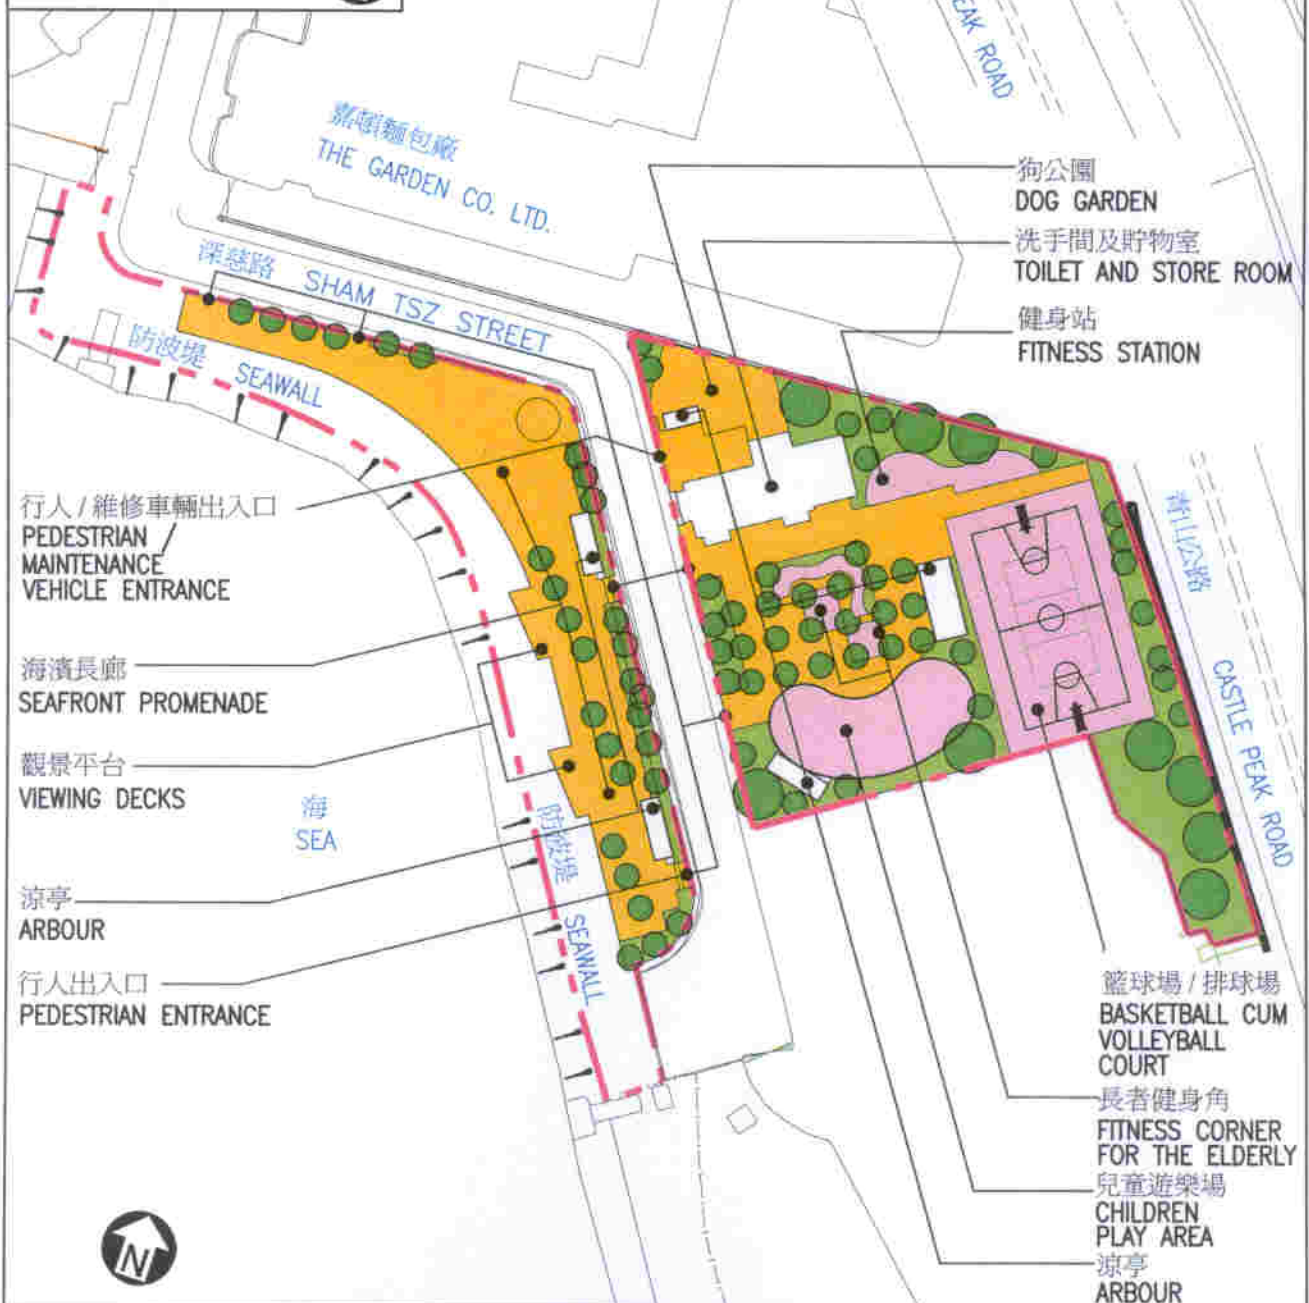 EAK ROAD
嘉頓麵包廠
THE GARDEN CO. LTD.
狗公園
DOG GARDEN
洗手間及貯物室
TOILET AND STORE ROOM
深慈路 SHAM TSZ STREET
健身站
FITNESS STATION
防波堤 SEAWALL
行人 / 維修車輛出入口
PEDESTRIAN /
MAINTENANCE
VEHICLE ENTRANCE
青山公路
CASTLE PEAK ROAD
海濱長廊
SEAFRONT PROMENADE
觀景平台
VIEWING DECKS
海
SEA
防波堤 SEAWALL
涼亭
ARBOUR
行人出入口
PEDESTRIAN ENTRANCE
籃球場 / 排球場
BASKETBALL CUM
VOLLEYBALL
COURT
長者健身角
FITNESS CORNER
FOR THE ELDERLY
兒童遊樂場
CHILDREN
PLAY AREA
涼亭
ARBOUR
N